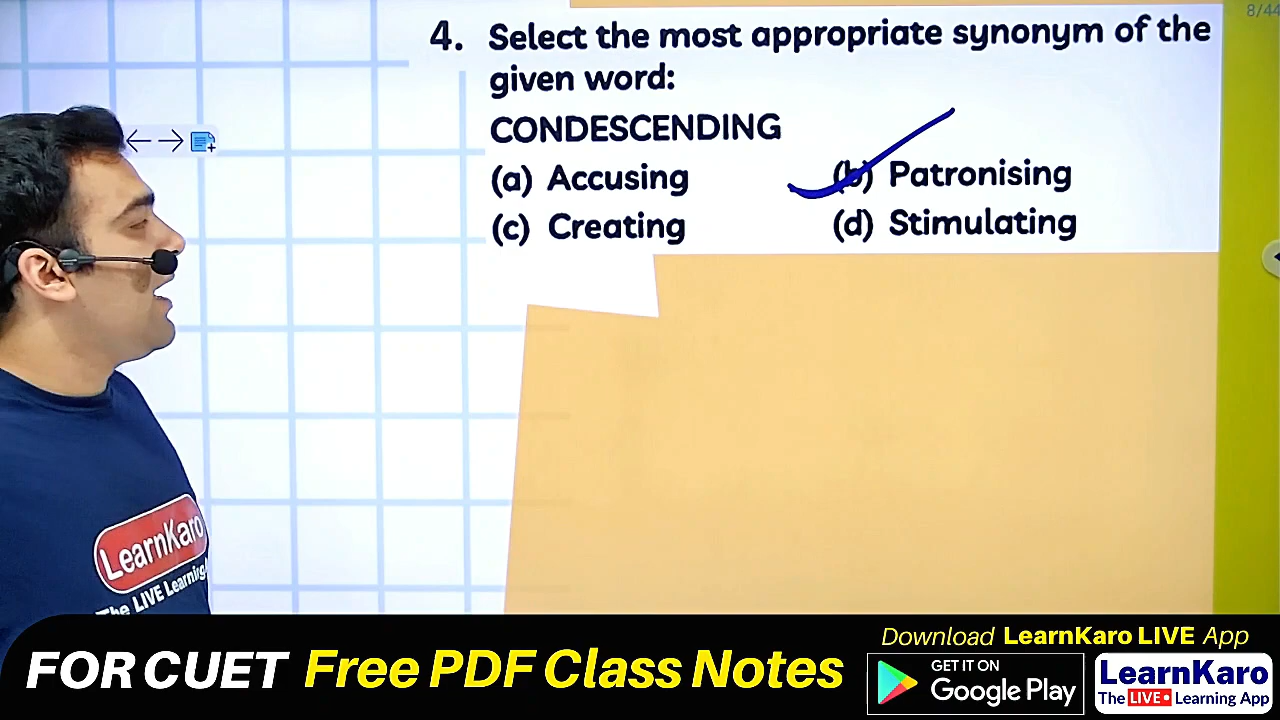 8/44
4. Select the most appropriate synonym of the
given word:
CONDESCENDING
(a) Accusing (b) Patronising
(c) Creating (d) Stimulating
LearnKaro
The LIVE Learning
FOR CUET Free PDF Class Notes
Download LearnKaro LIVE App
GET IT ON
Google Play
LearnKaro
The LIVE Learning App